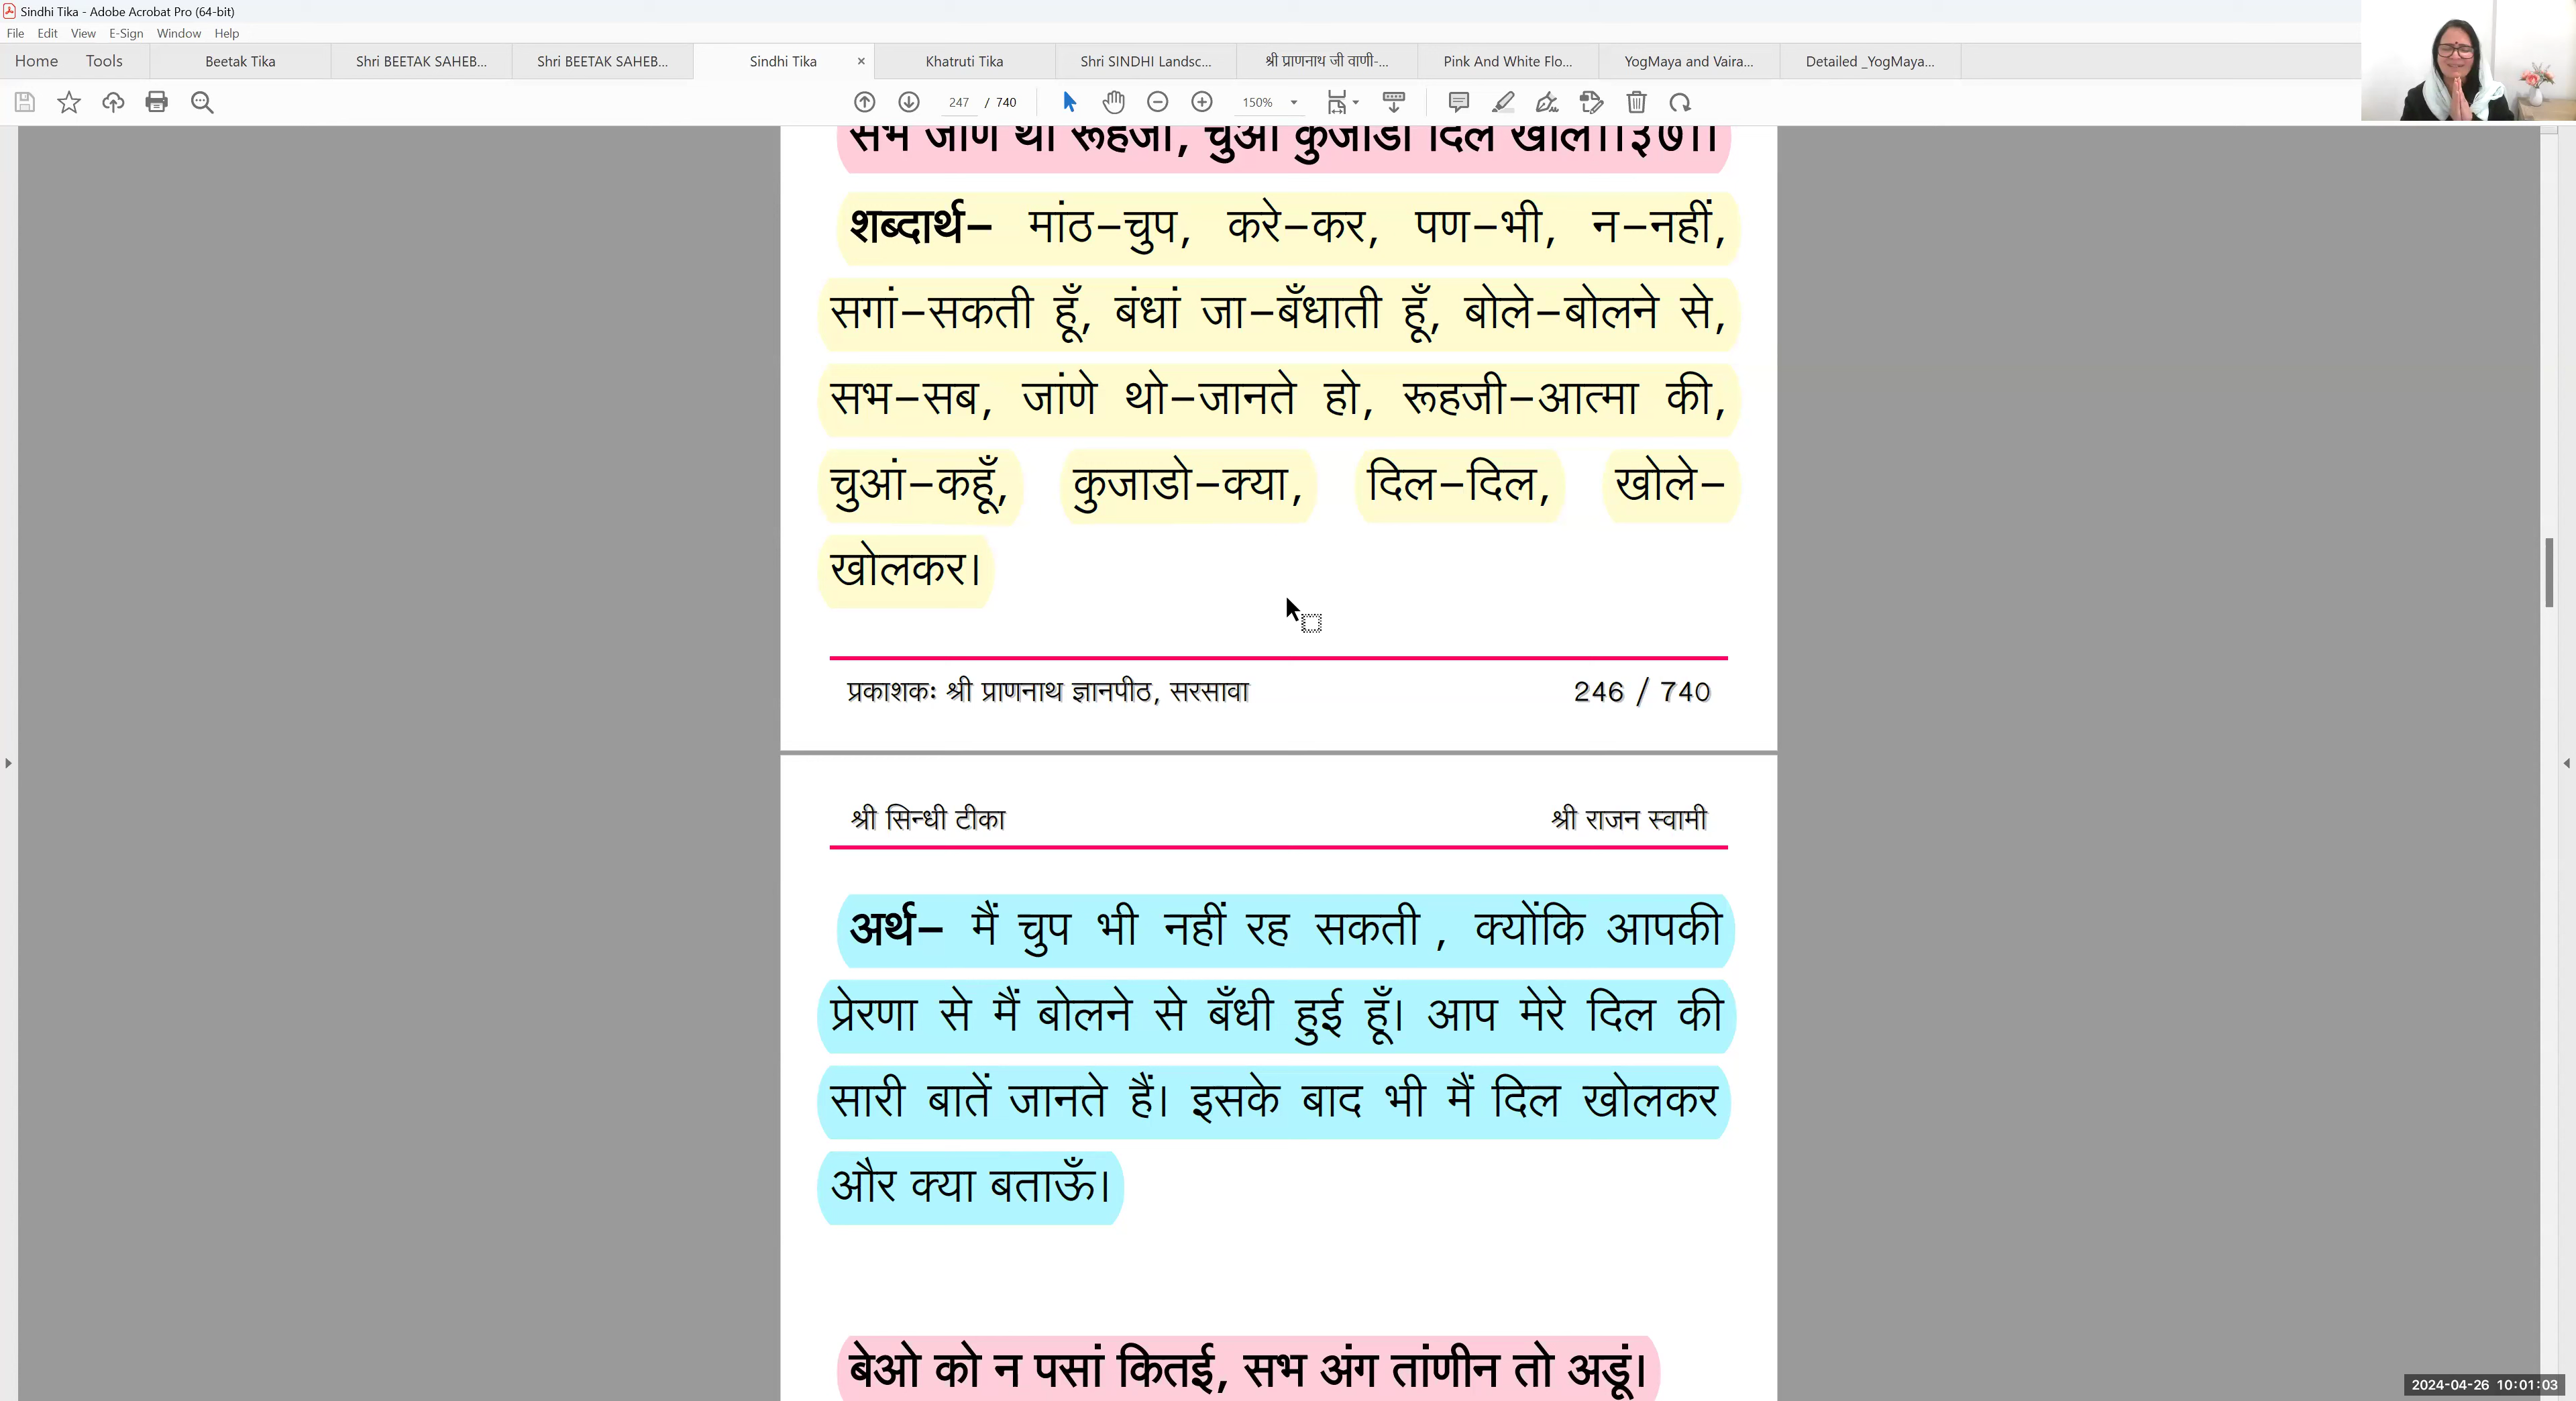 Sindhi Tika - Adobe Acrobat Pro (64-bit)
File Edit View E-Sign Window Help
Home Tools Beetak Tika Shri BEETAK SAHEB... Shri BEETAK SAHEB... Sindhi Tika × Khatruti Tika Shri SINDHI Landsc... श्री प्राणनाथ जी वाणी-... Pink And White Flo... YogMaya and Vaira... Detailed _YogMaya...
247 / 740 150%
सभ जांणे थो रूहजी, चुआं कुजाडो दिल खोले।।३७।।
शब्दार्थ– मांठ–चुप, करे–कर, पण–भी, न–नहीं,
सगां–सकती हूँ, बंधां जा–बँधाती हूँ, बोले–बोलने से,
सभ–सब, जांणे थो–जानते हो, रूहजी–आत्मा की,
चुआं–कहूँ, कुजाडो–क्या, दिल–दिल, खोले–
खोलकर।
प्रकाशकः श्री प्राणनाथ ज्ञानपीठ, सरसावा 246 / 740
श्री सिन्धी टीका श्री राजन स्वामी
अर्थ– मैं चुप भी नहीं रह सकती , क्योंकि आपकी
प्रेरणा से मैं बोलने से बँधी हुई हूँ। आप मेरे दिल की
सारी बातें जानते हैं। इसके बाद भी मैं दिल खोलकर
और क्या बताऊँ।
बेओ को न पसां कितई, सभ अंग तांणीन तो अडूं।
2024-04-26 10:01:03